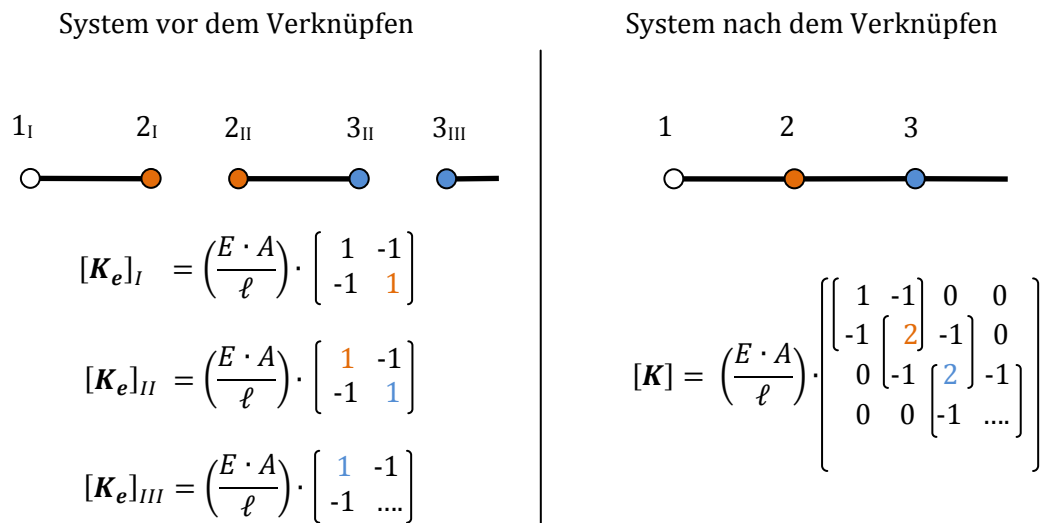 System vor dem Verknüpfen
System nach dem Verknüpfen
1I 2I 2II 3II 3III
1 2 3
[Ke]I = (E · A / ℓ) · [ 1 -1
-1 1 ]
[Ke]II = (E · A / ℓ) · [ 1 -1
-1 1 ]
[Ke]III = (E · A / ℓ) · [ 1 -1
-1 .... ]
[K] = (E · A / ℓ) · [ 1 -1 0 0
-1 2 -1 0
0 -1 2 -1
0 0 -1 .... ]